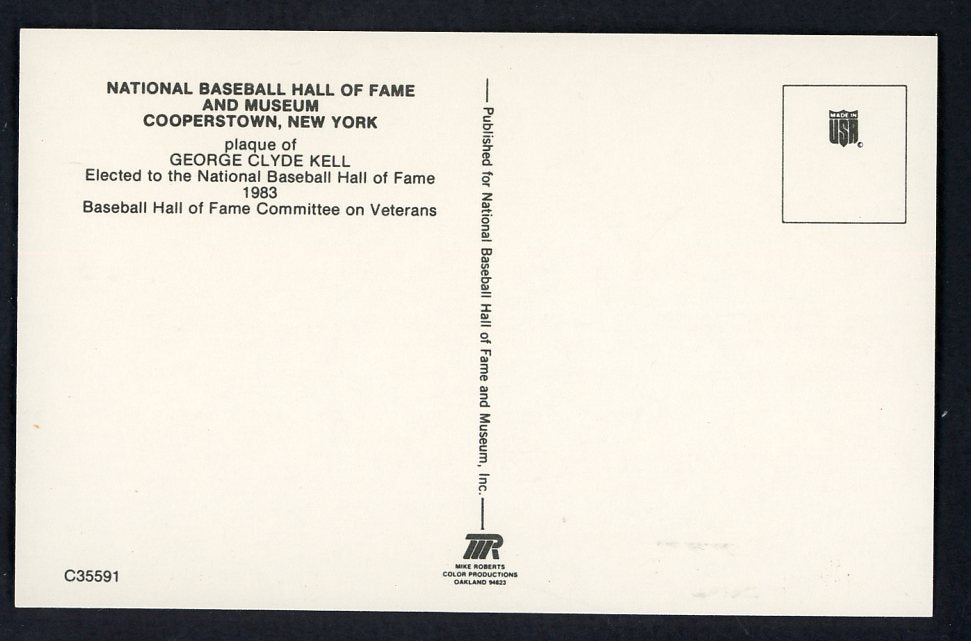 NATIONAL BASEBALL HALL OF FAME
AND MUSEUM
COOPERSTOWN, NEW YORK
plaque of
GEORGE CLYDE KELL
Elected to the National Baseball Hall of Fame
1983
Baseball Hall of Fame Committee on Veterans
Published for National Baseball Hall of Fame and Museum, Inc.
MADE IN
USA
C35591
MR
MIKE ROBERTS
COLOR PRODUCTIONS
OAKLAND 94623